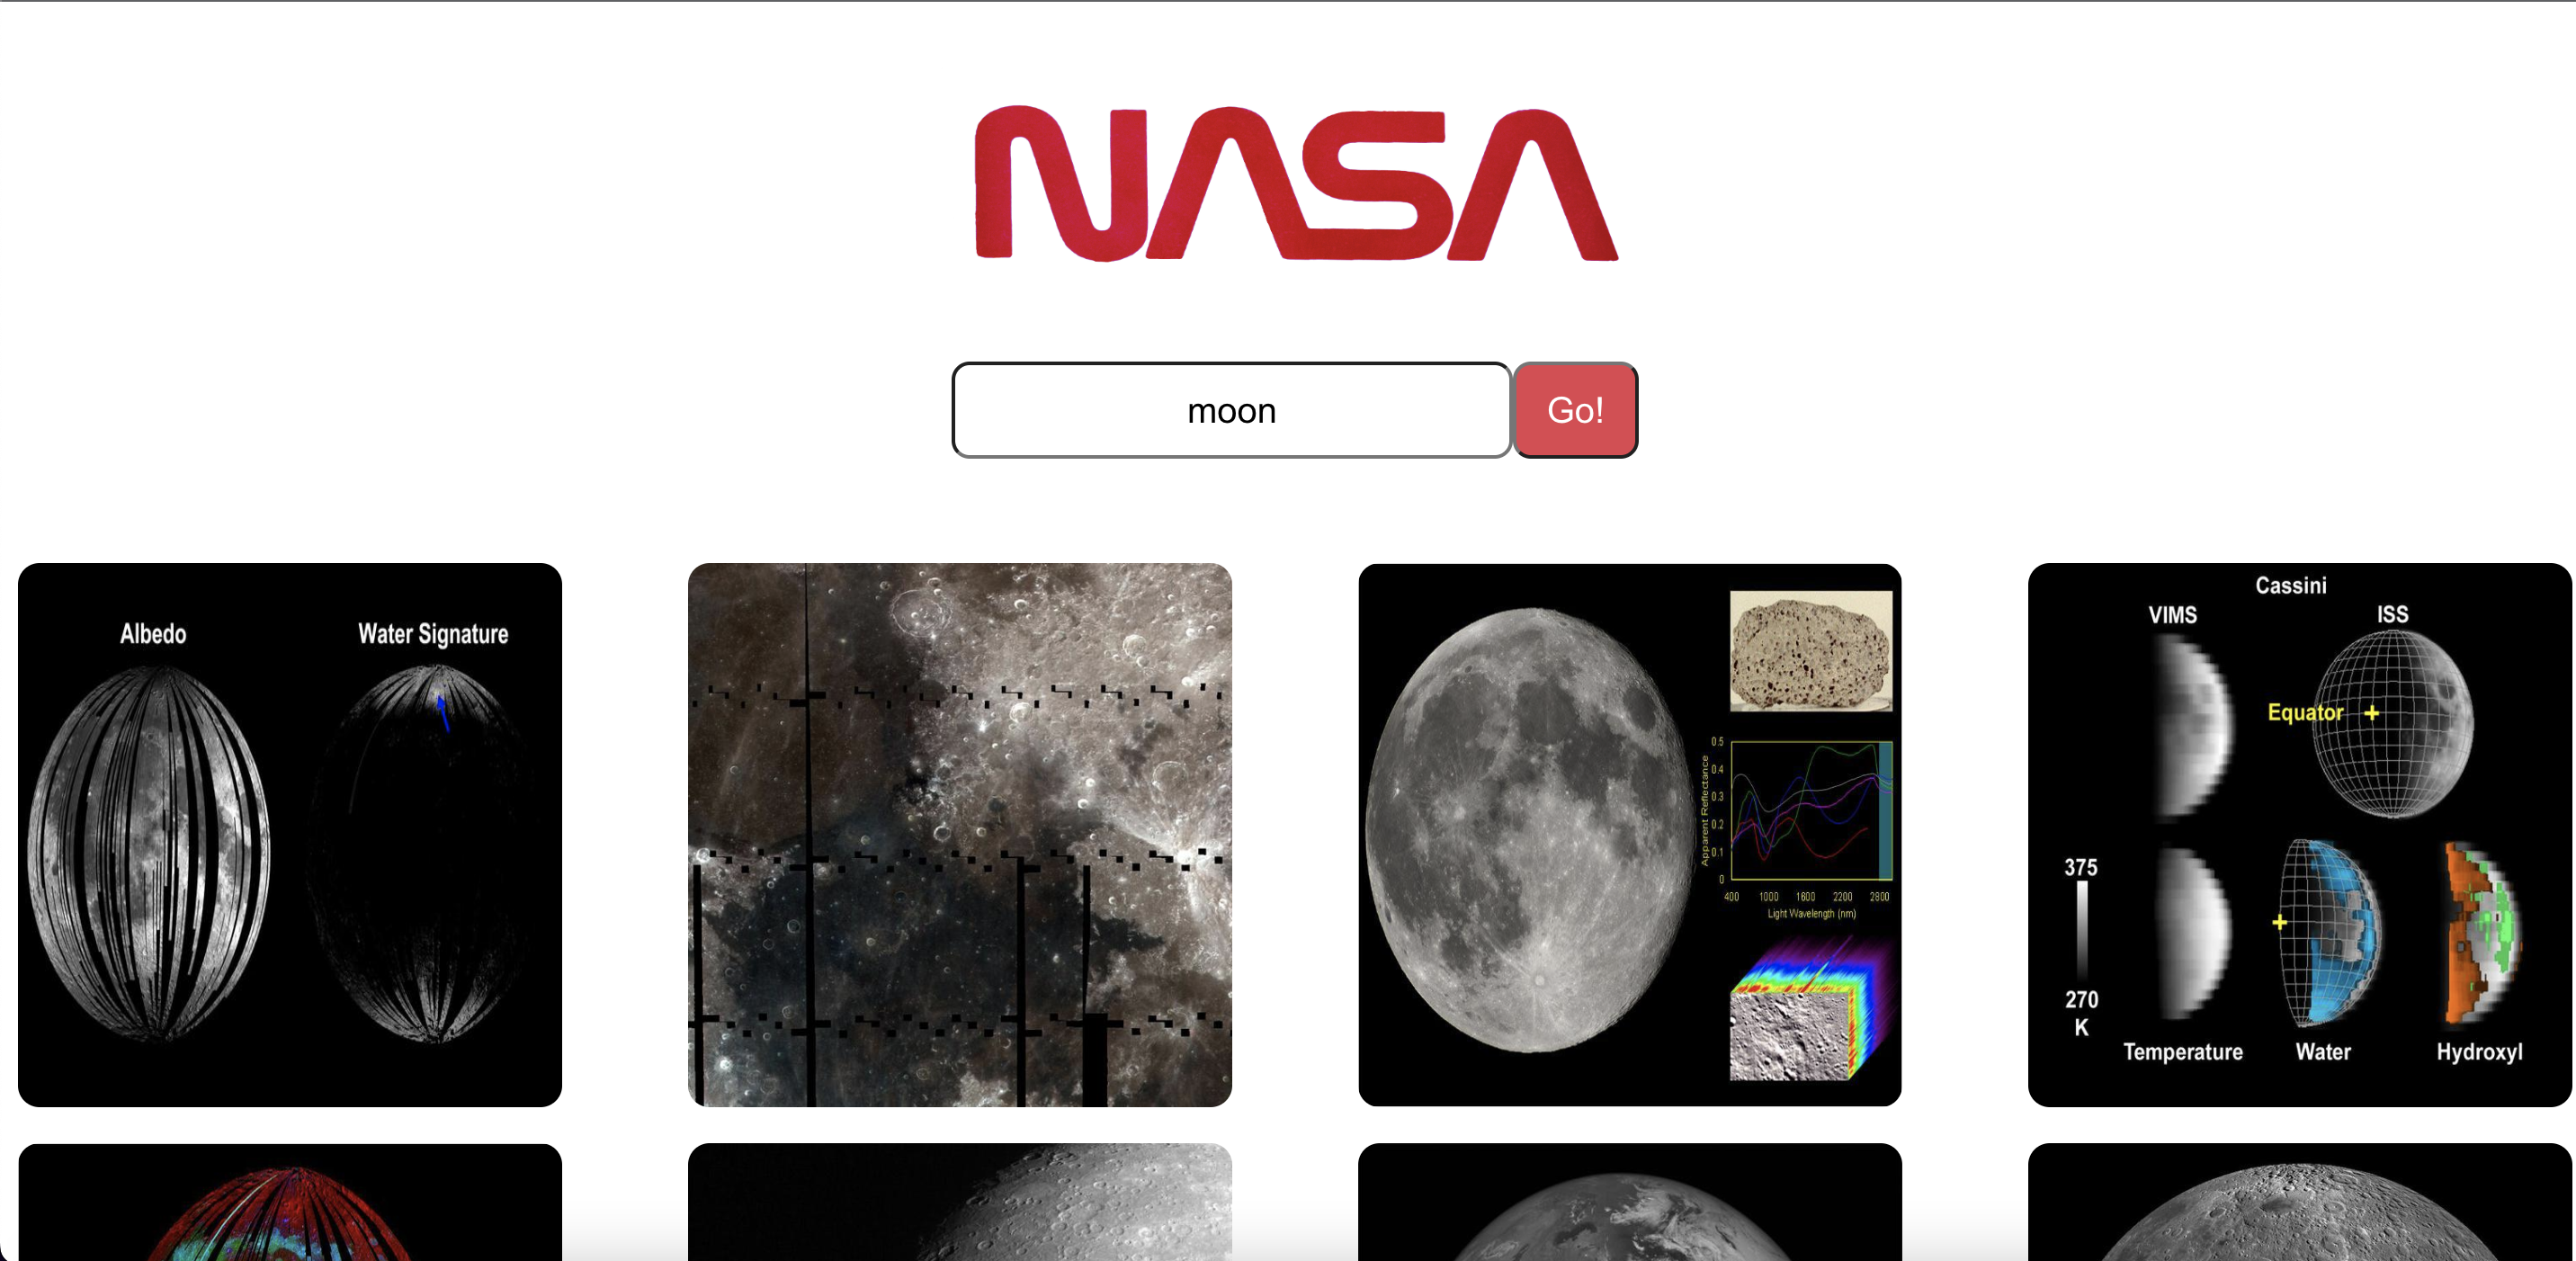 NASA
moon
Go!
Albedo
Water Signature
0.5
0.4
0.3
0.2
0.1
0
Apparent Reflectance
400 1000 1600 2200 2800
Light Wavelength (nm)
Cassini
VIMS
ISS
Equator
375
270
K
Temperature
Water
Hydroxyl